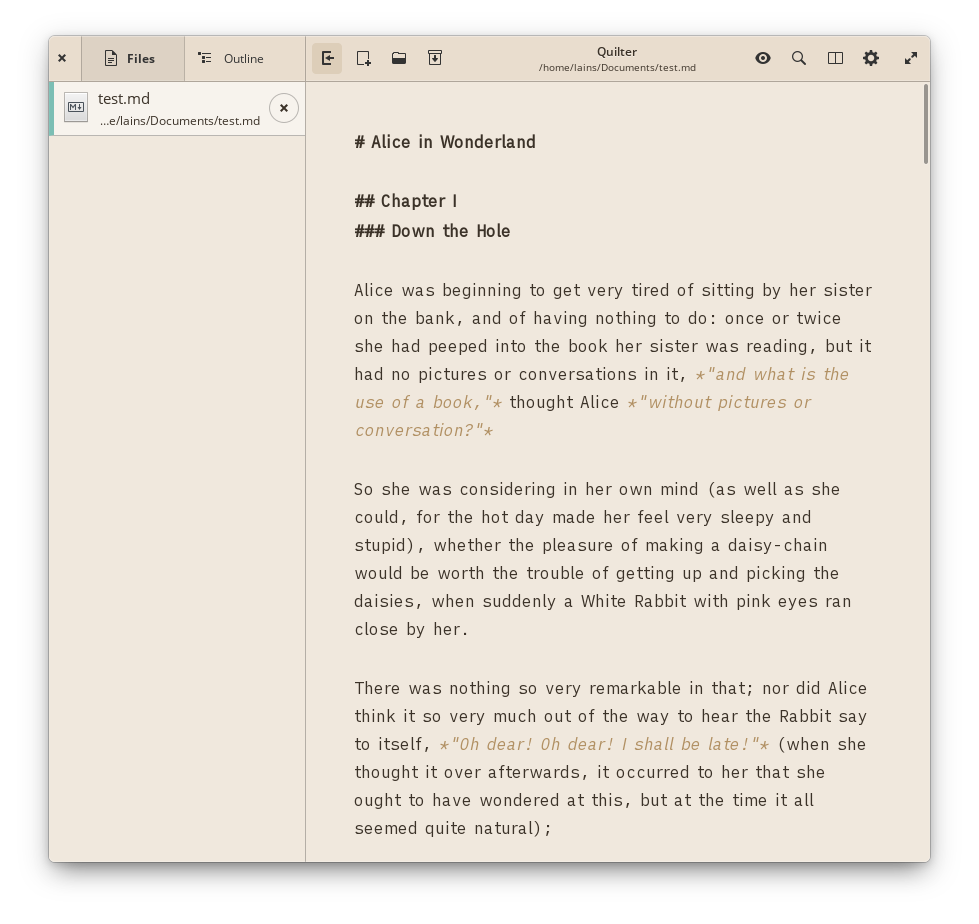 Files
Outline
Quilter
/home/lains/Documents/test.md
test.md
...e/lains/Documents/test.md
# Alice in Wonderland
## Chapter I
### Down the Hole
Alice was beginning to get very tired of sitting by her sister
on the bank, and of having nothing to do: once or twice
she had peeped into the book her sister was reading, but it
had no pictures or conversations in it, *"and what is the
use of a book,"* thought Alice *"without pictures or
conversation?"*
So she was considering in her own mind (as well as she
could, for the hot day made her feel very sleepy and
stupid), whether the pleasure of making a daisy-chain
would be worth the trouble of getting up and picking the
daisies, when suddenly a White Rabbit with pink eyes ran
close by her.
There was nothing so very remarkable in that; nor did Alice
think it so very much out of the way to hear the Rabbit say
to itself, *"Oh dear! Oh dear! I shall be late!"* (when she
thought it over afterwards, it occurred to her that she
ought to have wondered at this, but at the time it all
seemed quite natural);